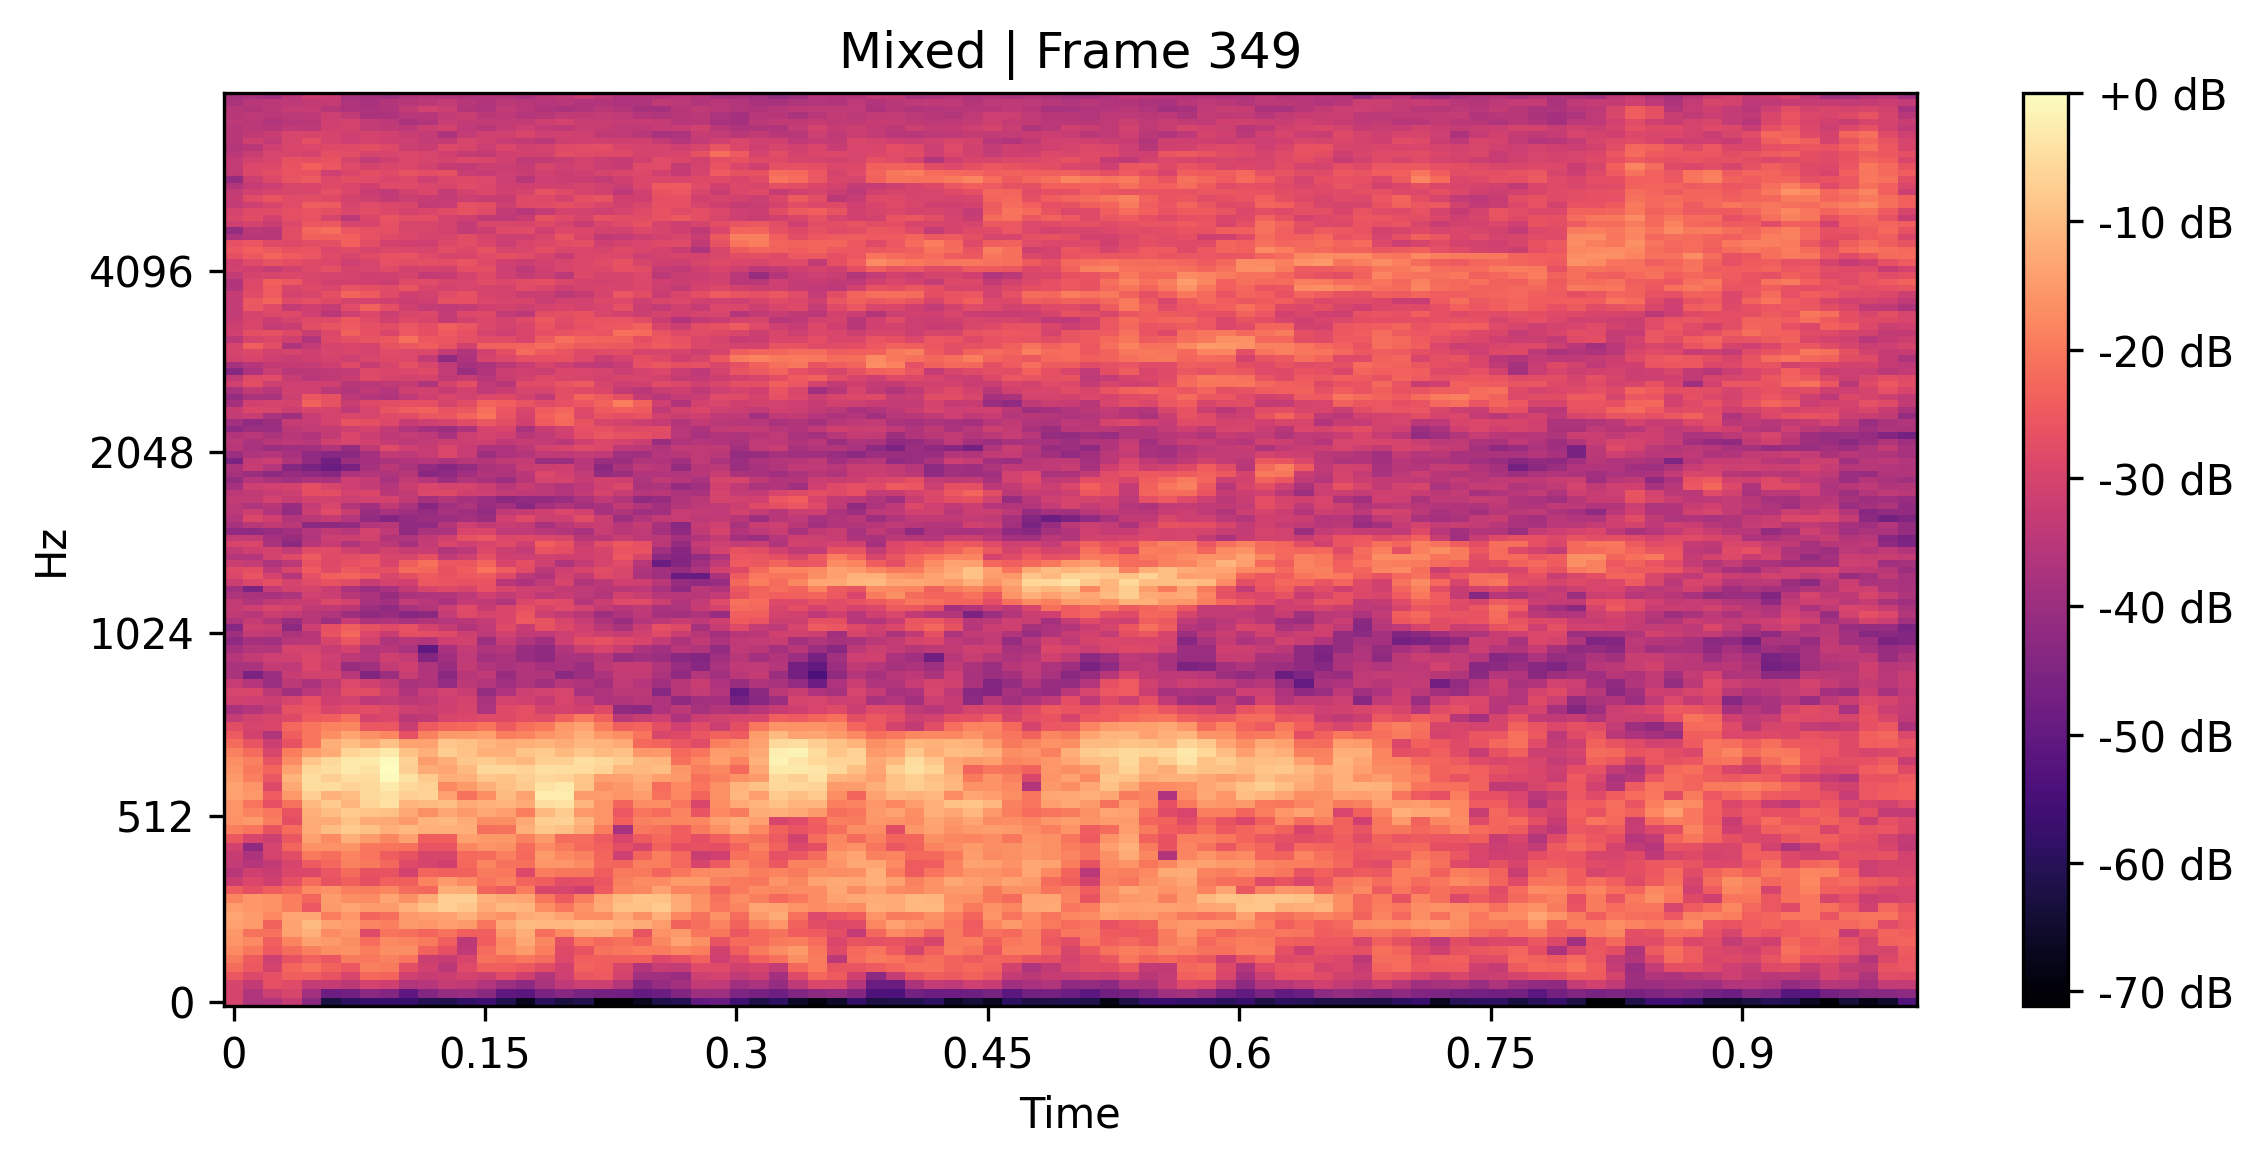 Mixed | Frame 349
Hz
4096
2048
1024
512
0
0 0.15 0.3 0.45 0.6 0.75 0.9
Time
+0 dB
-10 dB
-20 dB
-30 dB
-40 dB
-50 dB
-60 dB
-70 dB